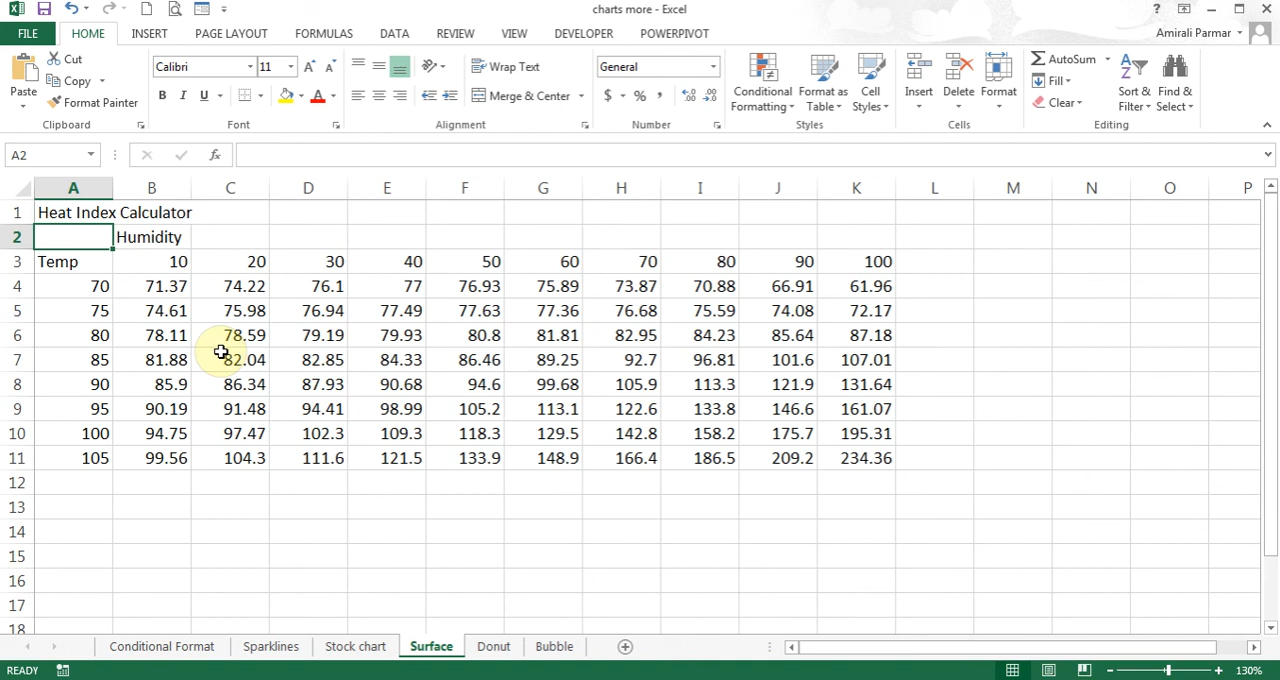 charts more - Excel
?
FILE HOME INSERT PAGE LAYOUT FORMULAS DATA REVIEW VIEW DEVELOPER POWERPIVOT Amirali Parmar
Paste
Cut
Copy
Format Painter
Clipboard
Calibri 11
B I U
Font
Wrap Text
Merge & Center
Alignment
General
$ % ,
Number
Conditional Formatting
Format as Table
Cell Styles
Styles
Insert Delete Format
Cells
AutoSum
Fill
Clear
Sort & Filter
Find & Select
Editing
A2 fx
A B C D E F G H I J K L M N O P
1 Heat Index Calculator
2 Humidity
3 Temp 10 20 30 40 50 60 70 80 90 100
4 70 71.37 74.22 76.1 77 76.93 75.89 73.87 70.88 66.91 61.96
5 75 74.61 75.98 76.94 77.49 77.63 77.36 76.68 75.59 74.08 72.17
6 80 78.11 78.59 79.19 79.93 80.8 81.81 82.95 84.23 85.64 87.18
7 85 81.88 82.04 82.85 84.33 86.46 89.25 92.7 96.81 101.6 107.01
8 90 85.9 86.34 87.93 90.68 94.6 99.68 105.9 113.3 121.9 131.64
9 95 90.19 91.48 94.41 98.99 105.2 113.1 122.6 133.8 146.6 161.07
10 100 94.75 97.47 102.3 109.3 118.3 129.5 142.8 158.2 175.7 195.31
11 105 99.56 104.3 111.6 121.5 133.9 148.9 166.4 186.5 209.2 234.36
12
13
14
15
16
17
18
Conditional Format Sparklines Stock chart Surface Donut Bubble
READY 130%